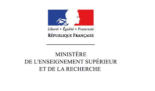 Liberté • Égalité • Fraternité
RÉPUBLIQUE FRANÇAISE
MINISTÈRE
DE L'ENSEIGNEMENT SUPÉRIEUR
ET DE LA RECHERCHE